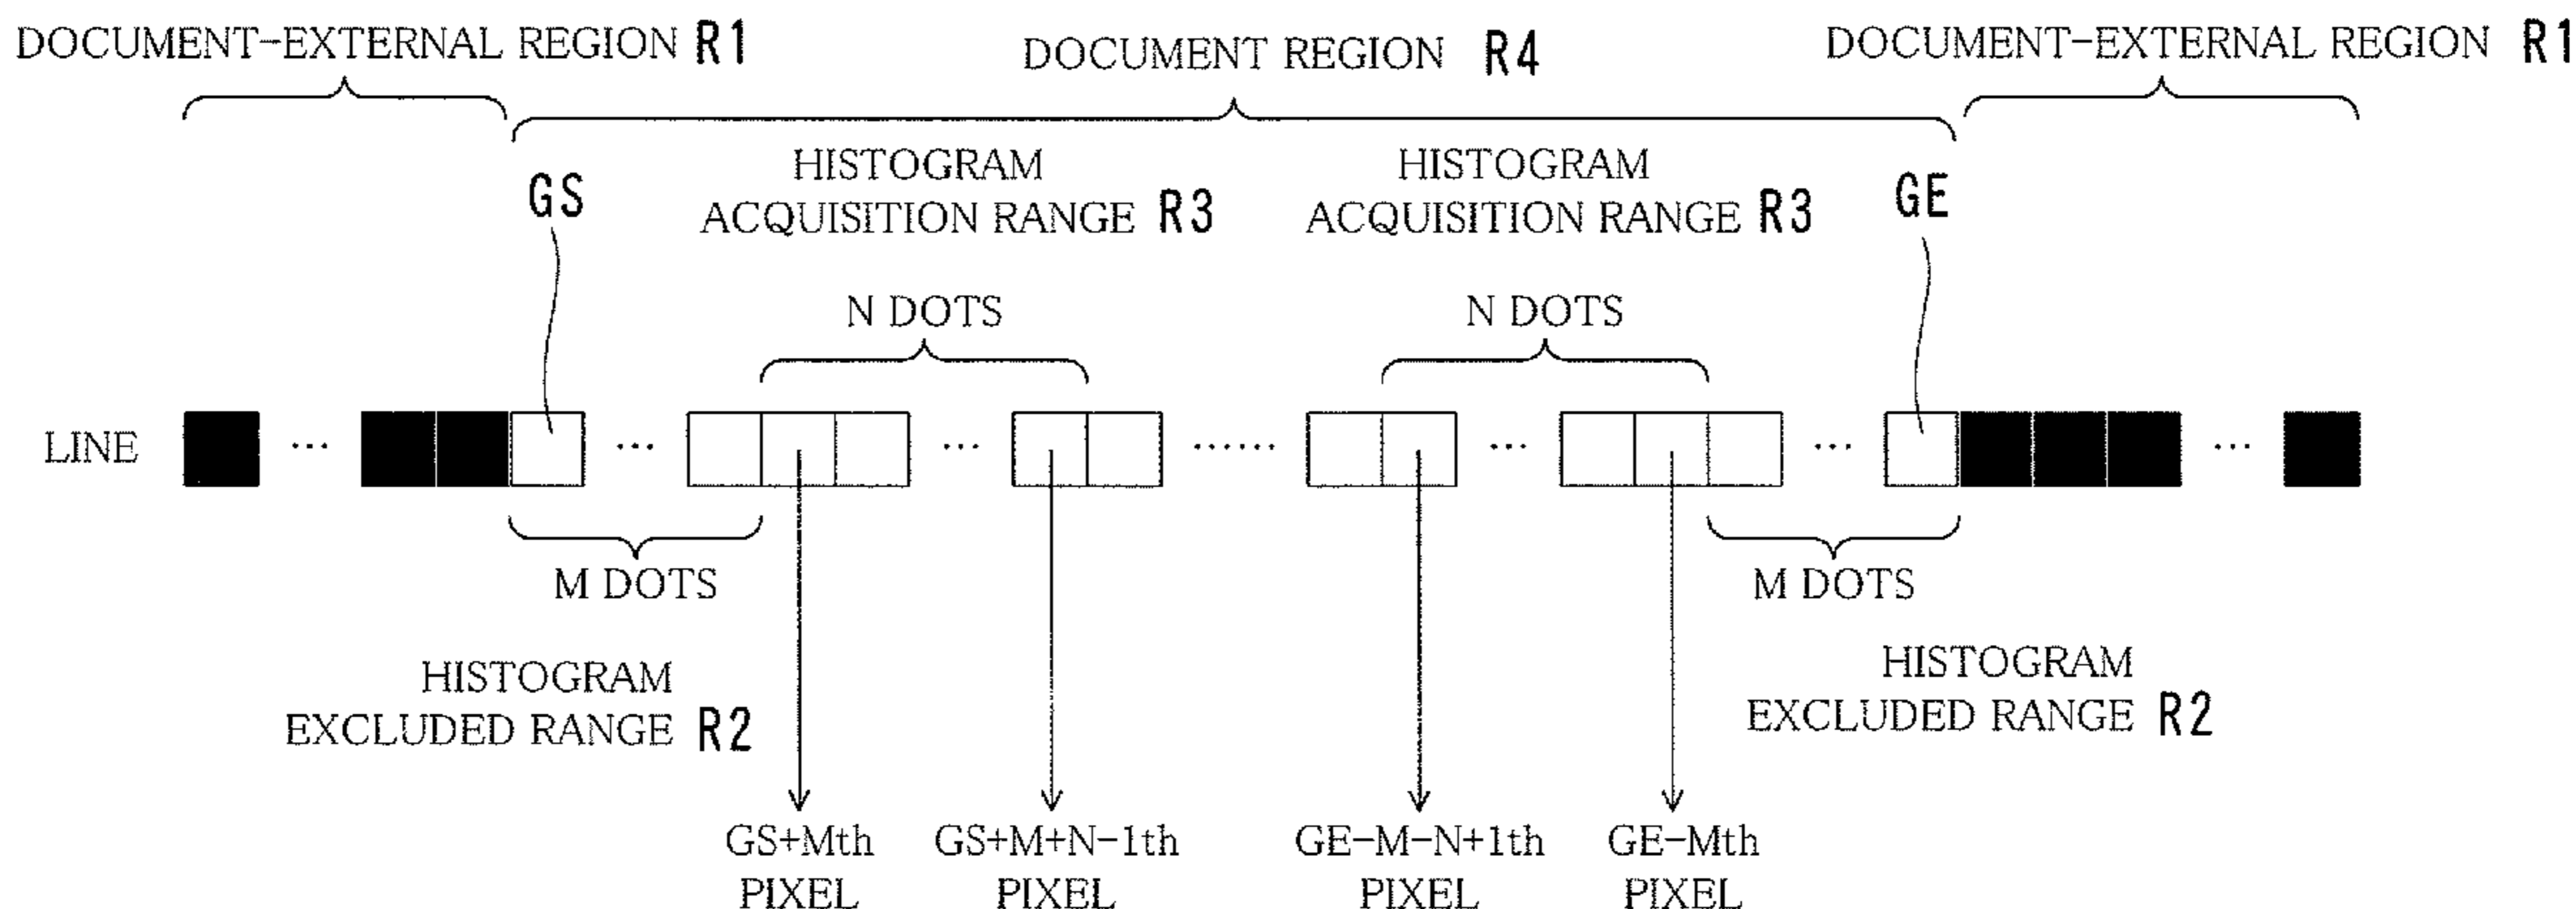 DOCUMENT-EXTERNAL REGION R1
DOCUMENT REGION R4
DOCUMENT-EXTERNAL REGION R1
GS
HISTOGRAM
ACQUISITION RANGE R3
HISTOGRAM
ACQUISITION RANGE R3
GE
N DOTS
N DOTS
LINE
... ... ... ...... ... ... ...
M DOTS
M DOTS
HISTOGRAM
EXCLUDED RANGE R2
HISTOGRAM
EXCLUDED RANGE R2
GS+Mth
PIXEL
GS+M+N-1th
PIXEL
GE-M-N+1th
PIXEL
GE-Mth
PIXEL